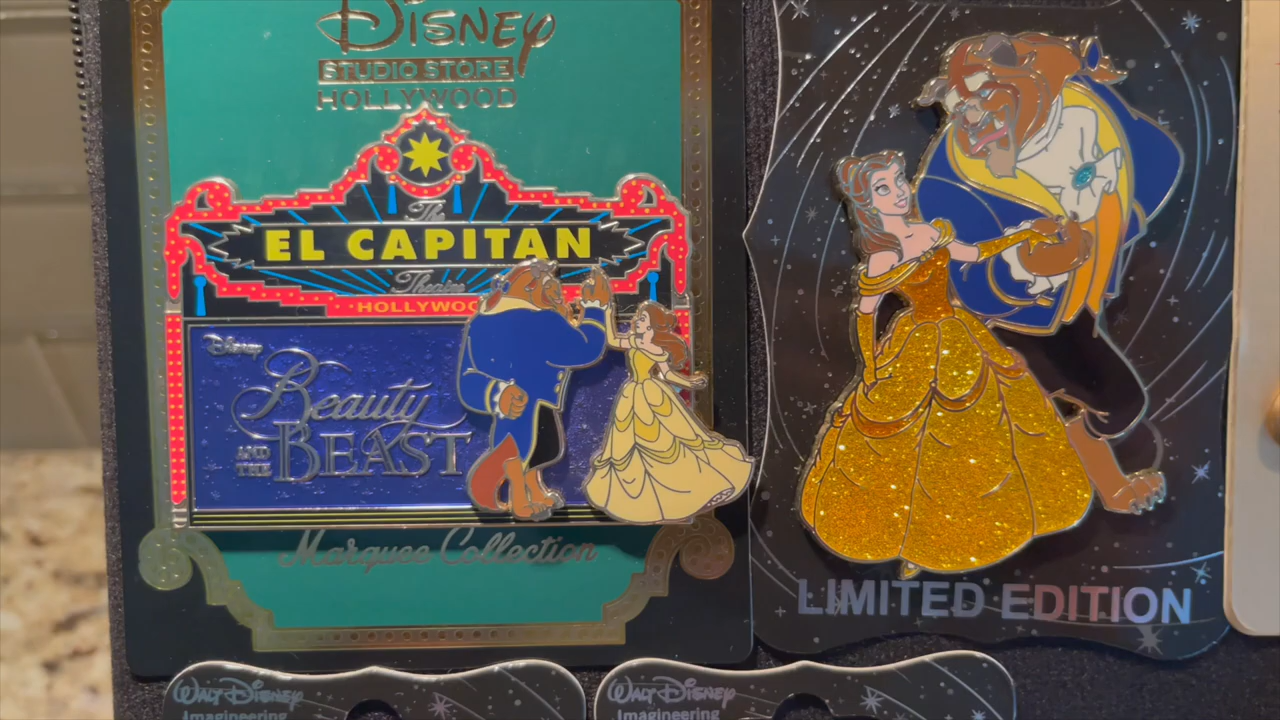 Disney
STUDIO STORE
HOLLYWOOD
The
EL CAPITAN
Theatre
HOLLYWOO
Disney
Beauty
AND THE BEAST
Marquee Collection
LIMITED EDITION
WALT DISNEY
Imagineering
WALT DISNEY
Imagineering